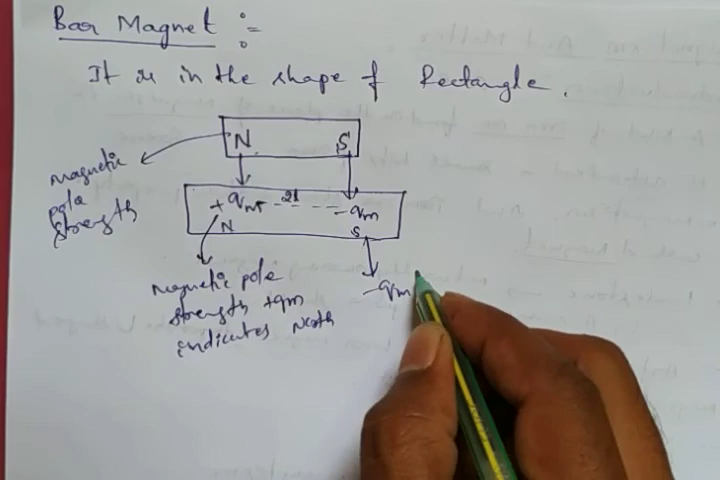 Bar Magnet :=
It is in the shape of Rectangle.
N S
magnetic
pole
strength
+qm - - 2l - - - -qm
N S
magnetic pole
strength +qm
indicates North
-qm